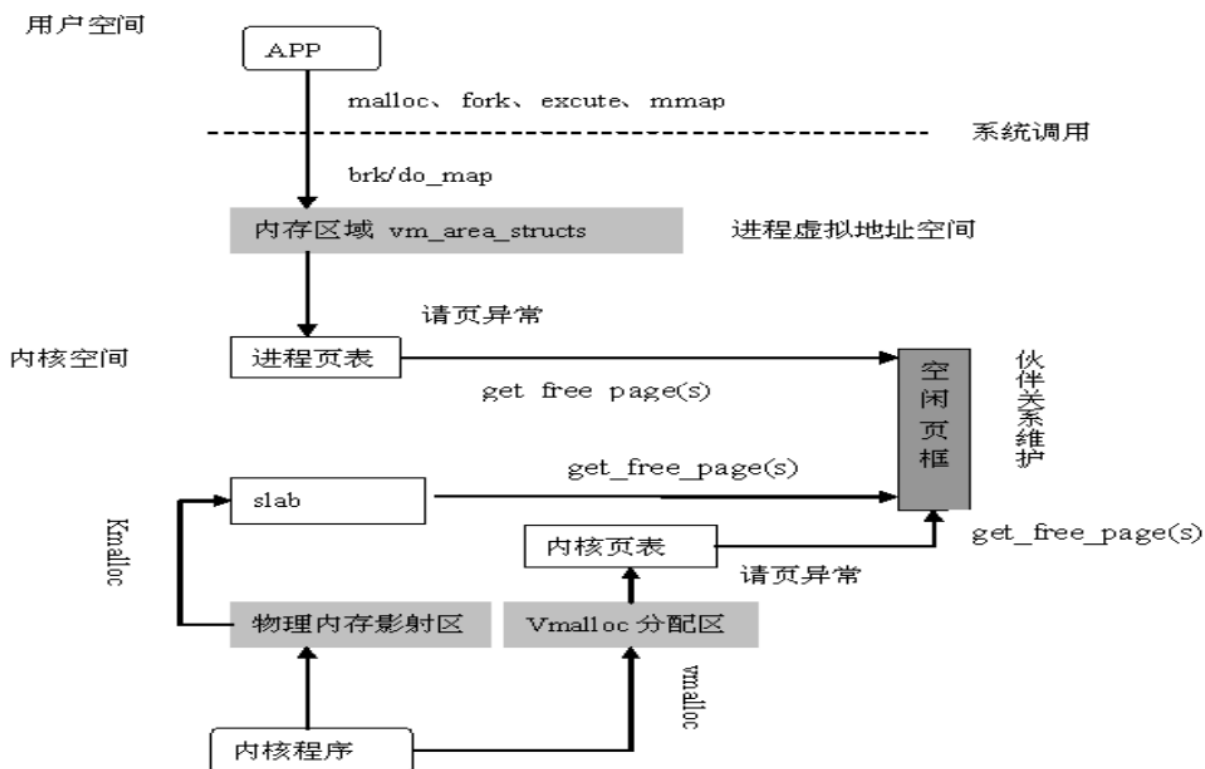 用户空间
APP
malloc、fork、excute、mmap
系统调用
brk/do_map
内存区域 vm_area_structs
进程虚拟地址空间
请页异常
内核空间
进程页表
get free page(s)
空闲页框
伙伴关系维护
get_free_page(s)
slab
Kmalloc
内核页表
get_free_page(s)
请页异常
物理内存影射区
Vmalloc 分配区
vmalloc
内核程序